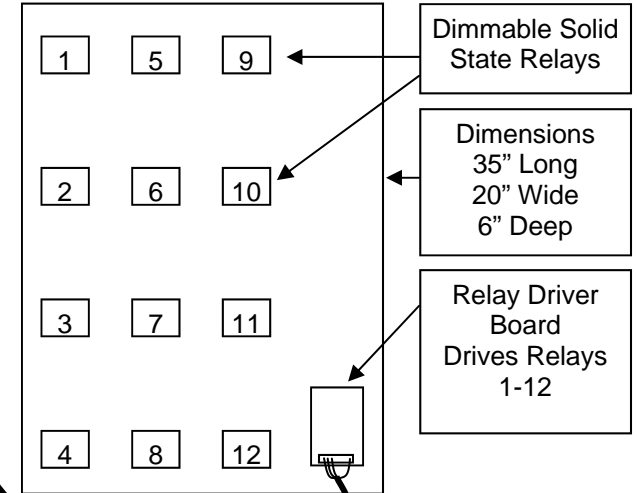 1 5 9
2 6 10
3 7 11
4 8 12
Dimmable Solid
State Relays
Dimensions
35” Long
20” Wide
6” Deep
Relay Driver
Board
Drives Relays
1-12